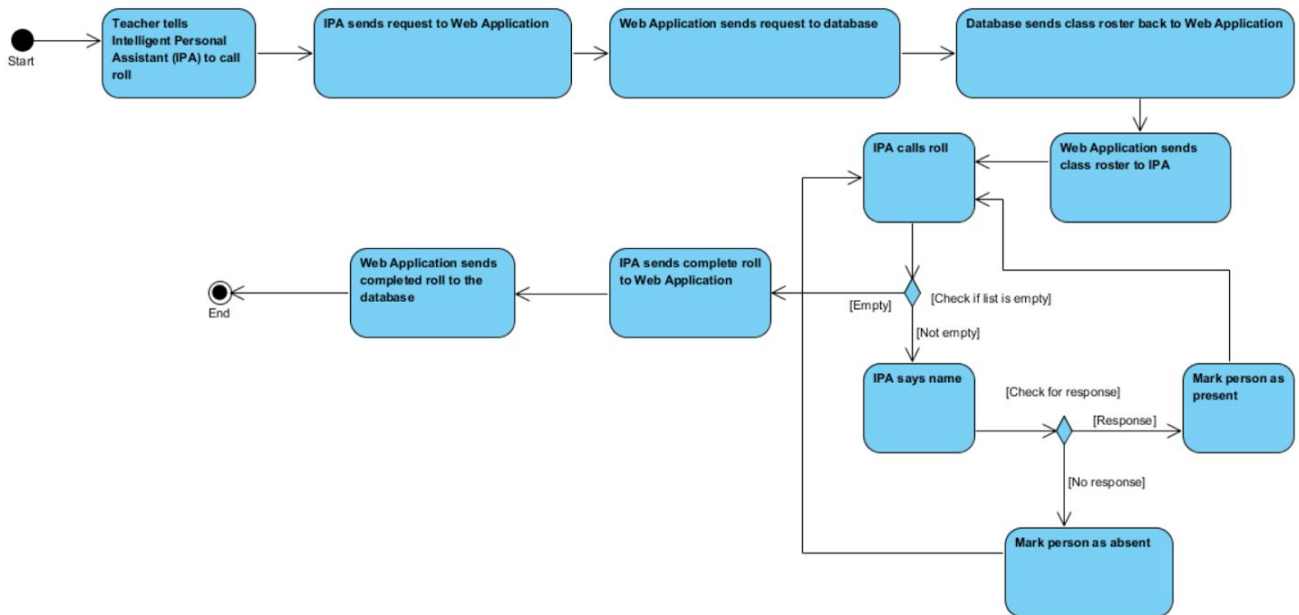 Teacher tells
Intelligent Personal
Assistant (IPA) to call
roll
IPA sends request to Web Application
Web Application sends request to database
Database sends class roster back to Web Application
Start
IPA calls roll
Web Application sends
class roster to IPA
Web Application sends
completed roll to the
database
IPA sends complete roll
to Web Application
End
[Empty]
[Check if list is empty]
[Not empty]
IPA says name
[Check for response]
Mark person as
present
[Response]
[No response]
Mark person as absent